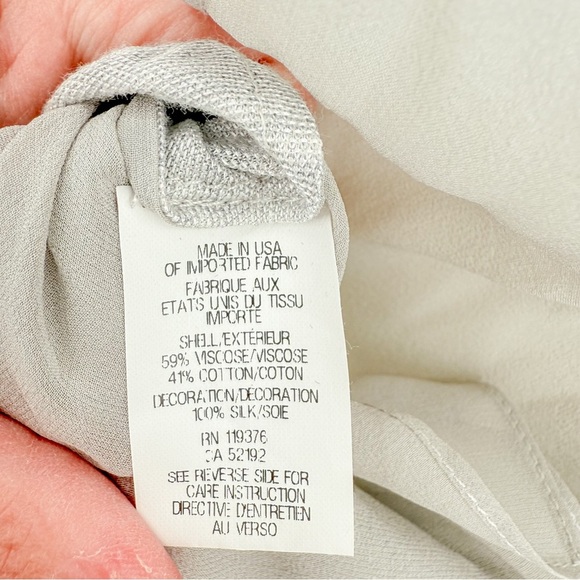 MADE IN USA
OF IMPORTED FABRIC
FABRIQUE AUX
ETATS UNIS DU TISSU
IMPORTE
SHELL/EXTÉRIEUR
59% VISCOSE/VISCOSE
41% COTTON/COTON
DECORATION/DECORATION
100% SILK/SOIE
RN 119376
CA 52192
SEE REVERSE SIDE FOR
CARE INSTRUCTION
DIRECTIVE D'ENTRETIEN
AU VERSO